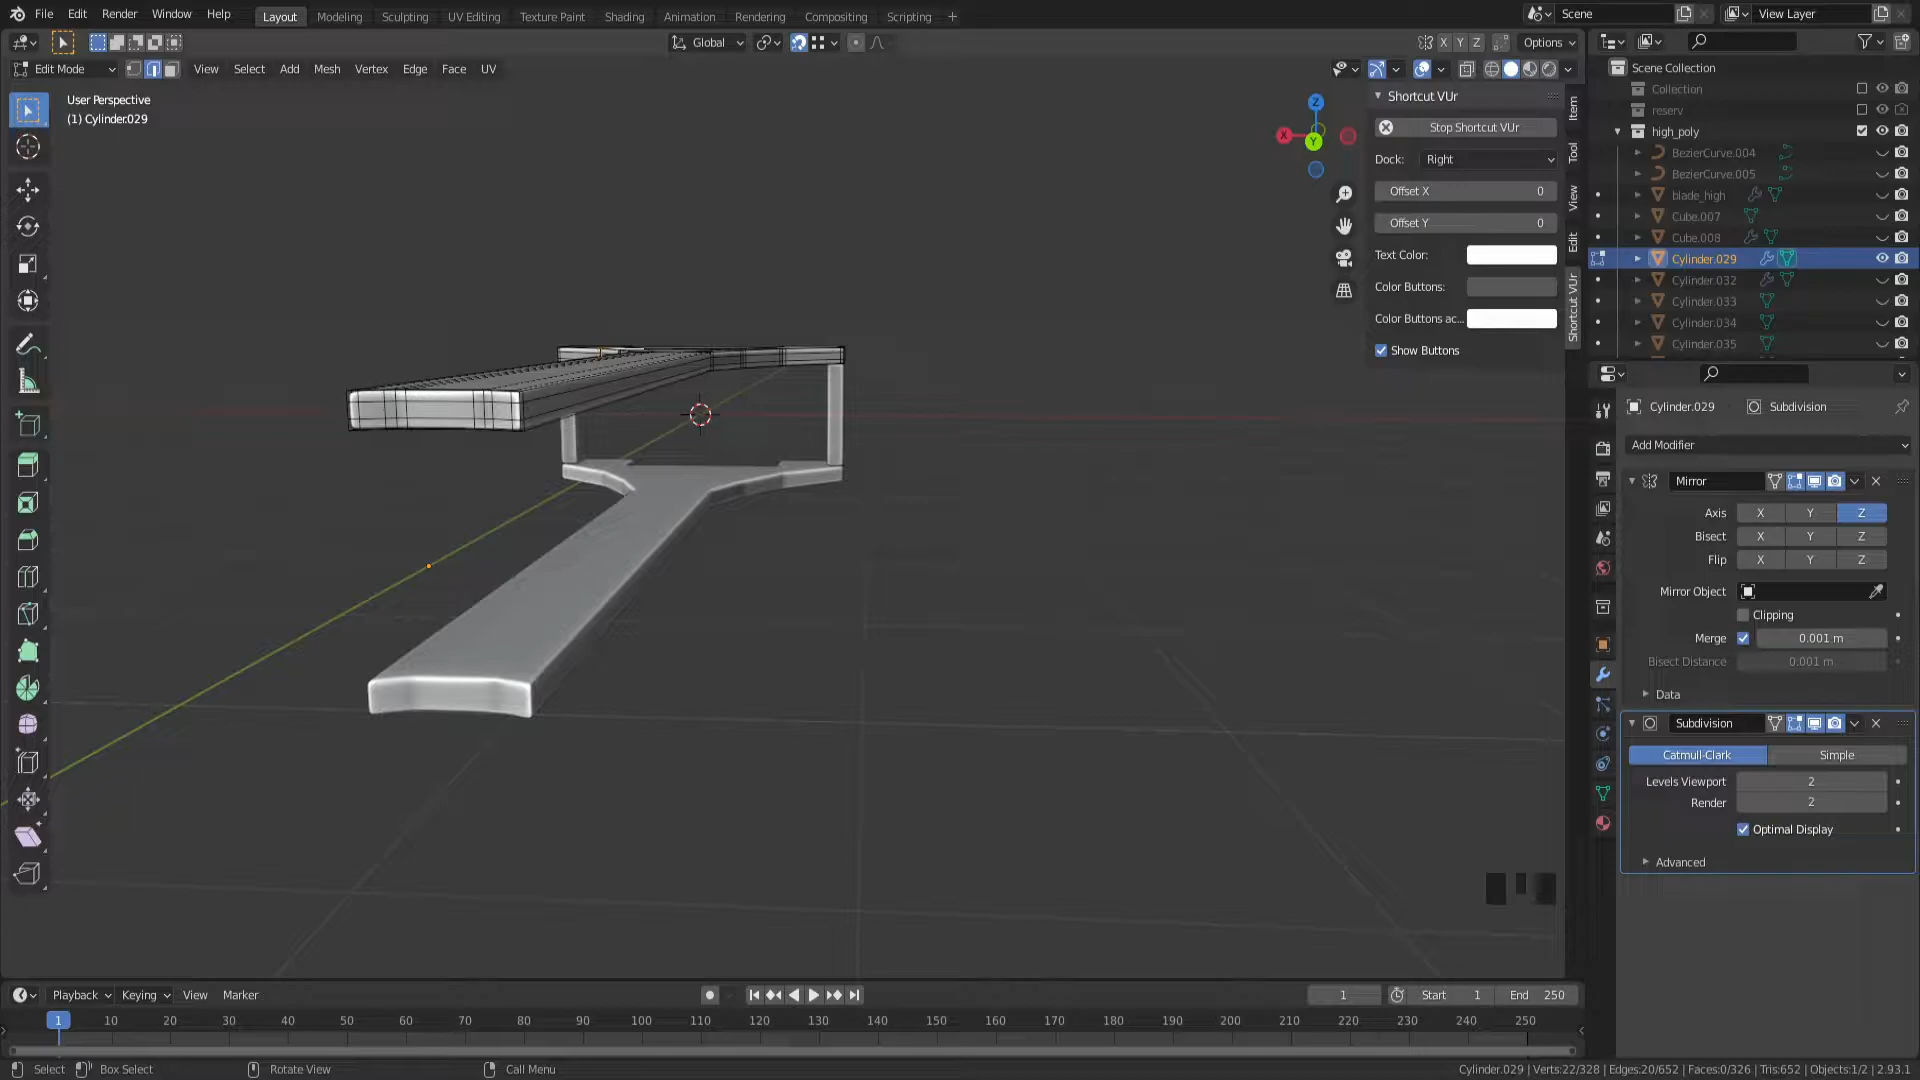 File Edit Render Window Help Layout Modeling Sculpting UV Editing Texture Paint Shading Animation Rendering Compositing Scripting + Scene View Layer
Global X Y Z Options
Edit Mode View Select Add Mesh Vertex Edge Face UV
User Perspective
(1) Cylinder.029
Z
X
Y
Shortcut VUr
Stop Shortcut VUr
Dock: Right
Offset X 0
Offset Y 0
Text Color:
Color Buttons:
Color Buttons ac...
Show Buttons
Item
Tool
View
Edit
Shortcut VUr
Scene Collection
Collection
reserv
high_poly
BezierCurve.004
BezierCurve.005
blade_high
Cube.007
Cube.008
Cylinder.029
Cylinder.032
Cylinder.033
Cylinder.034
Cylinder.035
Cylinder.029 Subdivision
Add Modifier
Mirror
Axis X Y Z
Bisect X Y Z
Flip X Y Z
Mirror Object
Clipping
Merge 0.001 m
Bisect Distance 0.001 m
Data
Subdivision
Catmull-Clark Simple
Levels Viewport 2
Render 2
Optimal Display
Advanced
Playback Keying View Marker 1 Start 1 End 250
1 10 20 30 40 50 60 70 80 90 100 110 120 130 140 150 160 170 180 190 200 210 220 230 240 250
Select Box Select Rotate View Call Menu Cylinder.029 | Verts:22/328 | Edges:20/652 | Faces:0/326 | Tris:652 | Objects:1/2 | 2.93.1